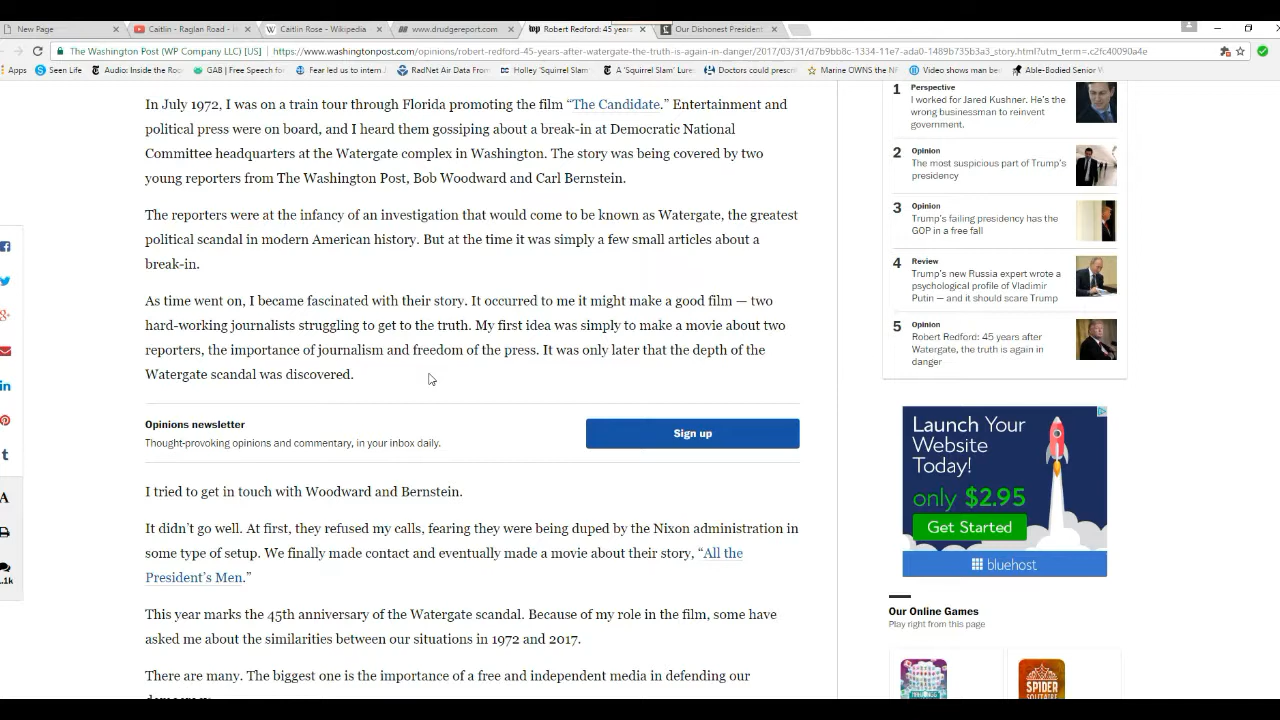 New Page
Caitlin - Raglan Road -
Caitlin Rose - Wikipedia
www.drudgereport.com
Robert Redford: 45 years
Our Dishonest President
The Washington Post (WP Company LLC) [US]
https://www.washingtonpost.com/opinions/robert-redford-45-years-after-watergate-the-truth-is-again-in-danger/2017/03/31/d7b9bb8c-1334-11e7-ada0-1489b735b3a3_story.html?utm_term=.c2fc40090a4e
Apps
Seen Life
Audio: Inside the Roo
GAB | Free Speech fo
Fear led us to intern J
RadNet Air Data From
Holley 'Squirrel Slam
A 'Squirrel Slam' Lure
Doctors could prescr
Marine OWNS the NF
Video shows man be
Able-Bodied Senior W
In July 1972, I was on a train tour through Florida promoting the film “The Candidate.” Entertainment and
political press were on board, and I heard them gossiping about a break-in at Democratic National
Committee headquarters at the Watergate complex in Washington. The story was being covered by two
young reporters from The Washington Post, Bob Woodward and Carl Bernstein.
The reporters were at the infancy of an investigation that would come to be known as Watergate, the greatest
political scandal in modern American history. But at the time it was simply a few small articles about a
break-in.
As time went on, I became fascinated with their story. It occurred to me it might make a good film — two
hard-working journalists struggling to get to the truth. My first idea was simply to make a movie about two
reporters, the importance of journalism and freedom of the press. It was only later that the depth of the
Watergate scandal was discovered.
Opinions newsletter
Thought-provoking opinions and commentary, in your inbox daily.
Sign up
I tried to get in touch with Woodward and Bernstein.
It didn’t go well. At first, they refused my calls, fearing they were being duped by the Nixon administration in
some type of setup. We finally made contact and eventually made a movie about their story, “All the
President’s Men.”
This year marks the 45th anniversary of the Watergate scandal. Because of my role in the film, some have
asked me about the similarities between our situations in 1972 and 2017.
There are many. The biggest one is the importance of a free and independent media in defending our
1 Perspective
I worked for Jared Kushner. He’s the
wrong businessman to reinvent
government.
2 Opinion
The most suspicious part of Trump’s
presidency
3 Opinion
Trump’s failing presidency has the
GOP in a free fall
4 Review
Trump’s new Russia expert wrote a
psychological profile of Vladimir
Putin — and it should scare Trump
5 Opinion
Robert Redford: 45 years after
Watergate, the truth is again in
danger
Launch Your
Website
Today!
only $2.95
Get Started
bluehost
Our Online Games
Play right from this page
SPIDER
SOLITAIRE